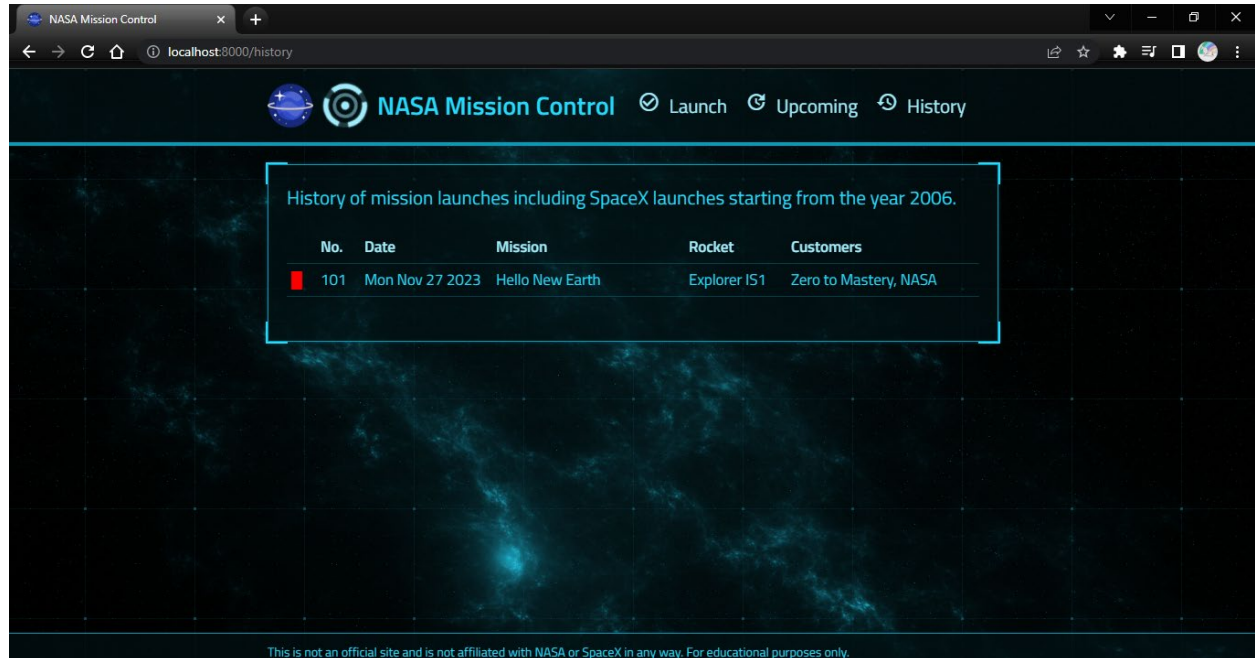 NASA Mission Control
localhost:8000/history
NASA Mission Control Launch Upcoming History
History of mission launches including SpaceX launches starting from the year 2006.
No. Date Mission Rocket Customers
101 Mon Nov 27 2023 Hello New Earth Explorer IS1 Zero to Mastery, NASA
This is not an official site and is not affiliated with NASA or SpaceX in any way. For educational purposes only.